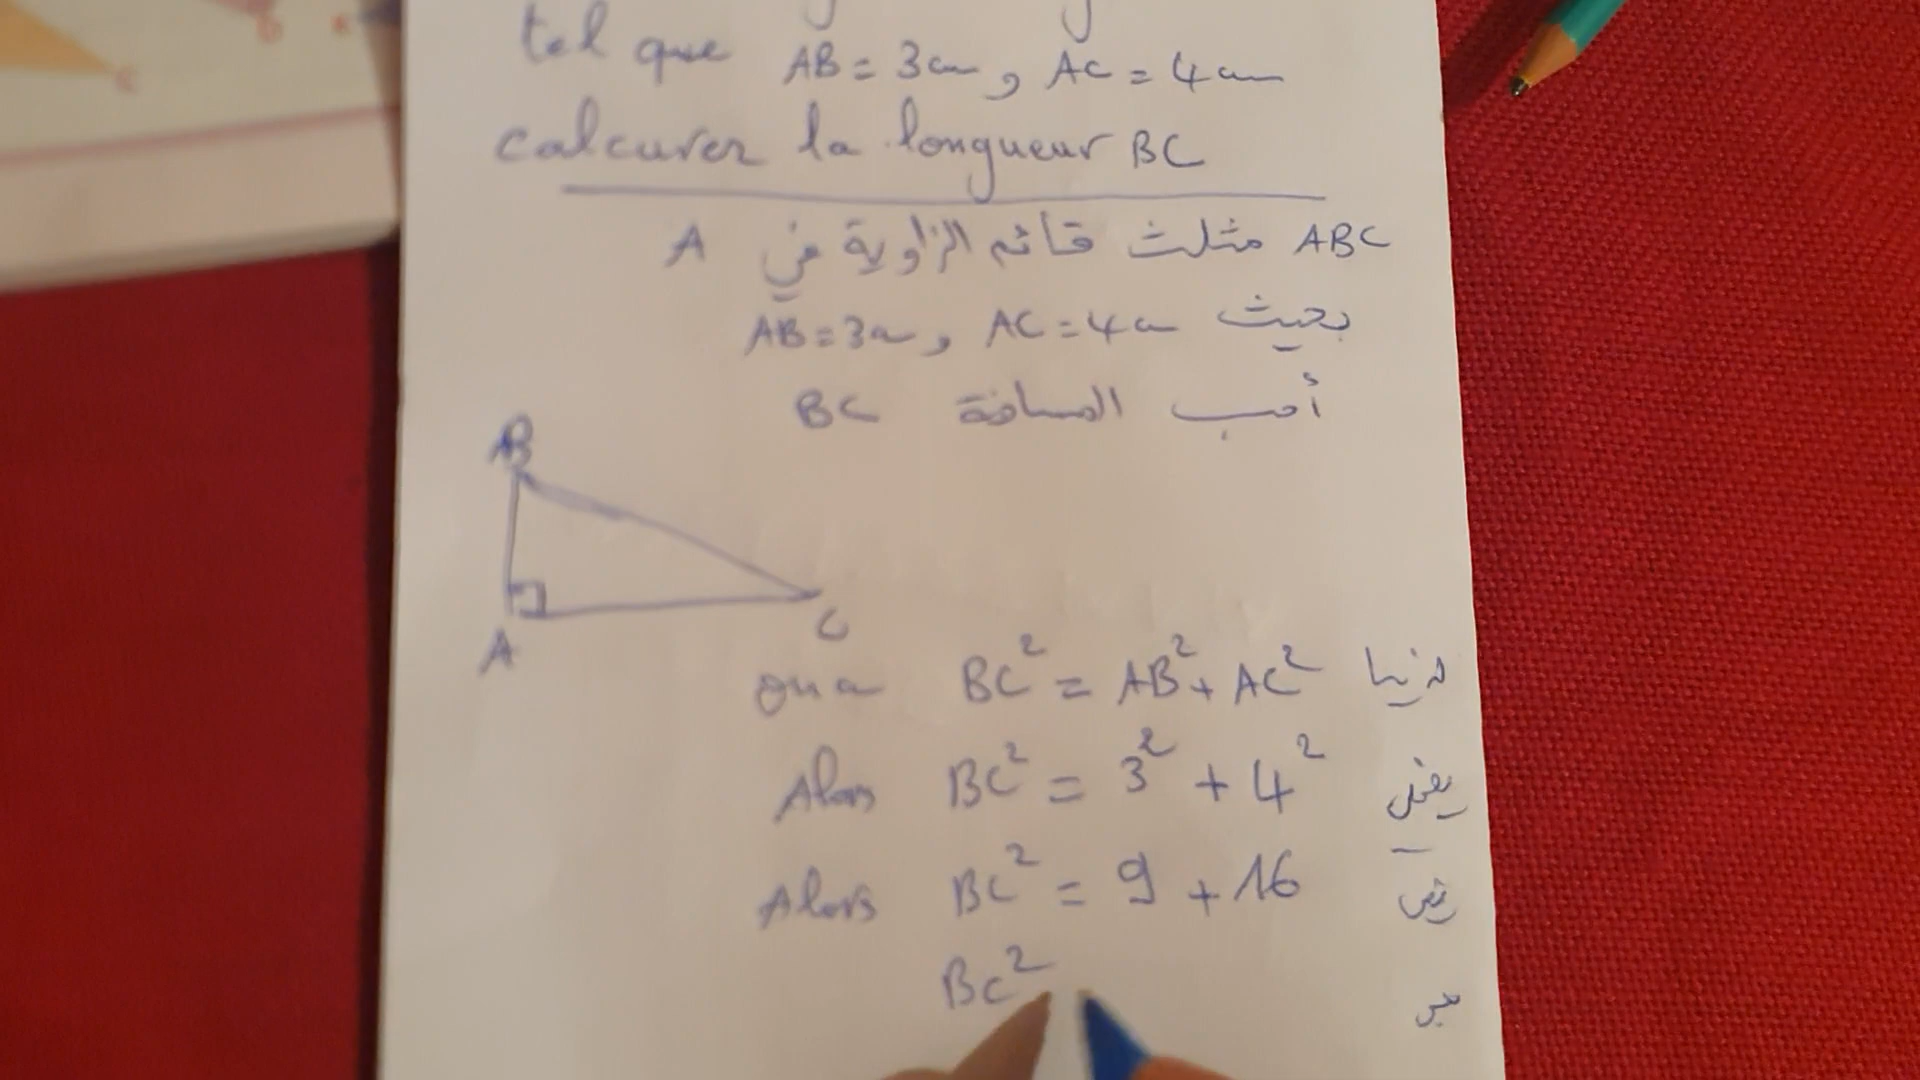 tel que AB = 3cm , AC = 4cm
calcurer la longueur BC
ABC مثلث قائم الزاوية في A
بحيث AB = 3cm , AC = 4cm
أحسب المسافة BC
B
A
C
on a BC² = AB² + AC² لدينا
Alors BC² = 3² + 4² يعني
Alors BC² = 9 + 16 يعني
BC²